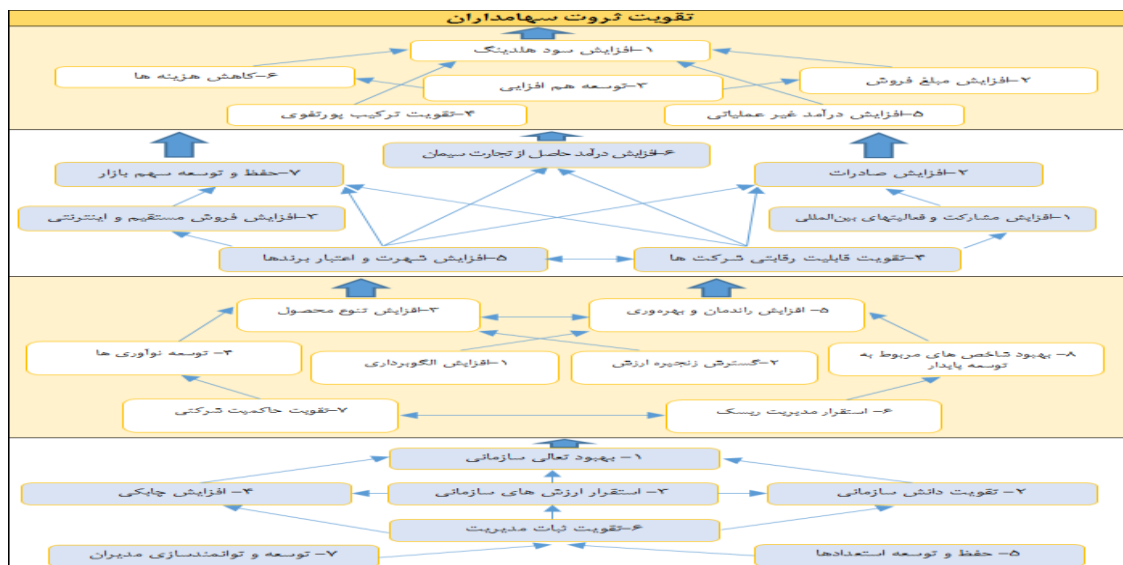 تقویت ثروت سهامداران
۱-افزایش سود هلدینگ
۲-افزایش مبلغ فروش
۶-کاهش هزینه ها
۳-توسعه هم افزایی
۵-افزایش درآمد غیر عملیاتی
۴-تقویت ترکیب پورتفوی
۶-افزایش درآمد حاصل از تجارت سیمان
۲-افزایش صادرات
۷-حفظ و توسعه سهم بازار
۱-افزایش مشارکت و فعالیتهای بین‌المللی
۳-افزایش فروش مستقیم و اینترنتی
۴-تقویت قابلیت رقابتی شرکت ها
۵-افزایش شهرت و اعتبار برندها
۵- افزایش راندمان و بهره‌وری
۳-افزایش تنوع محصول
۸- بهبود شاخص های مربوط به
توسعه پایدار
۲-گسترش زنجیره ارزش
۱-افزایش الگوبرداری
۴- توسعه نوآوری ها
۶- استقرار مدیریت ریسک
۷-تقویت حاکمیت شرکتی
۱- بهبود تعالی سازمانی
۲- تقویت دانش سازمانی
۳- استقرار ارزش های سازمانی
۴- افزایش چابکی
۶-تقویت ثبات مدیریت
۵- حفظ و توسعه استعدادها
۷- توسعه و توانمندسازی مدیران